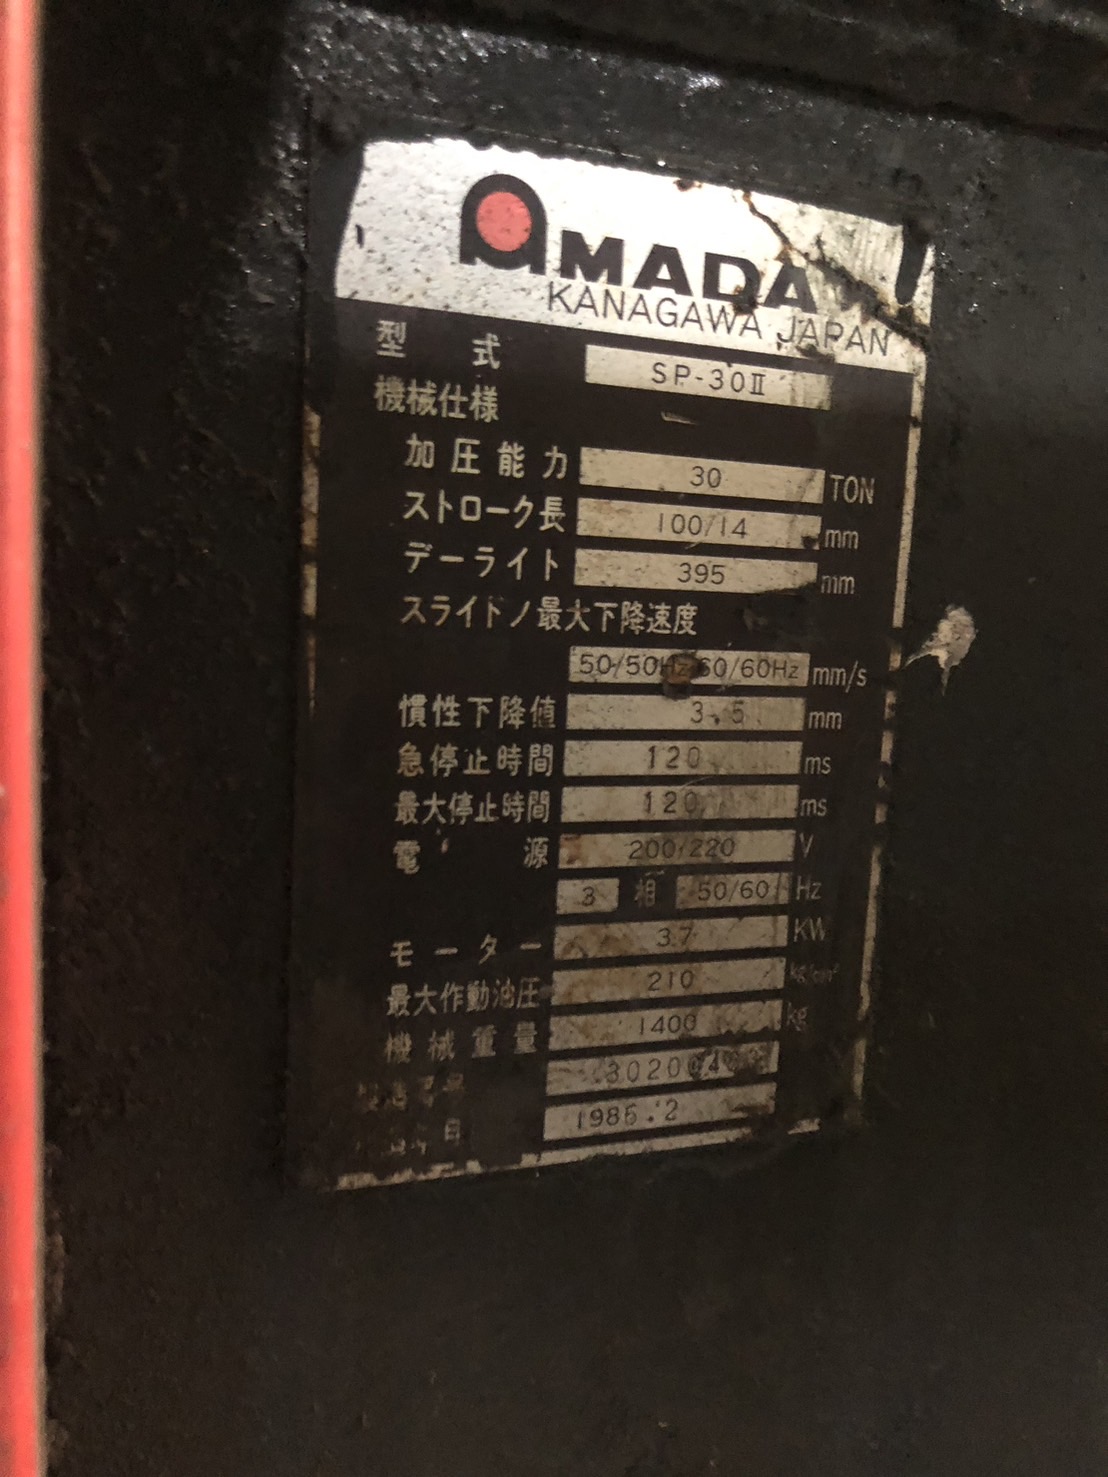 AMADA
KANAGAWA JAPAN
型 式 SP-30Ⅱ
機械仕様
加圧能力 30 TON
ストローク長 100/14 mm
デーライト 395 mm
スライドノ最大下降速度
50/50Hz 60/60Hz mm/s
慣性下降値 3.5 mm
急停止時間 120 ms
最大停止時間 120 ms
電 源 200/220 V
3 相 50/60 Hz
モーター 3.7 KW
最大作動油圧 210
機械重量 1400 kg
1986.2